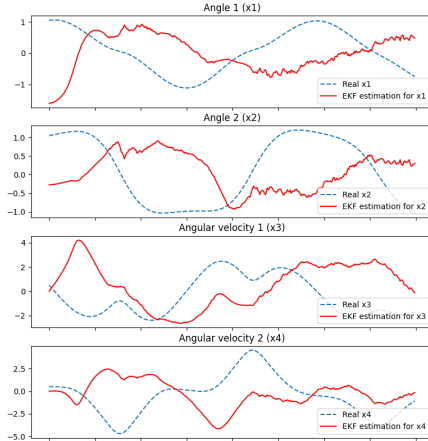 Angle 1 (x1)
1
0
−1
Real x1
EKF estimation for x1
Angle 2 (x2)
1.0
0.5
0.0
−0.5
−1.0
Real x2
EKF estimation for x2
Angular velocity 1 (x3)
4
2
0
−2
Real x3
EKF estimation for x3
Angular velocity 2 (x4)
2.5
0.0
−2.5
−5.0
Real x4
EKF estimation for x4